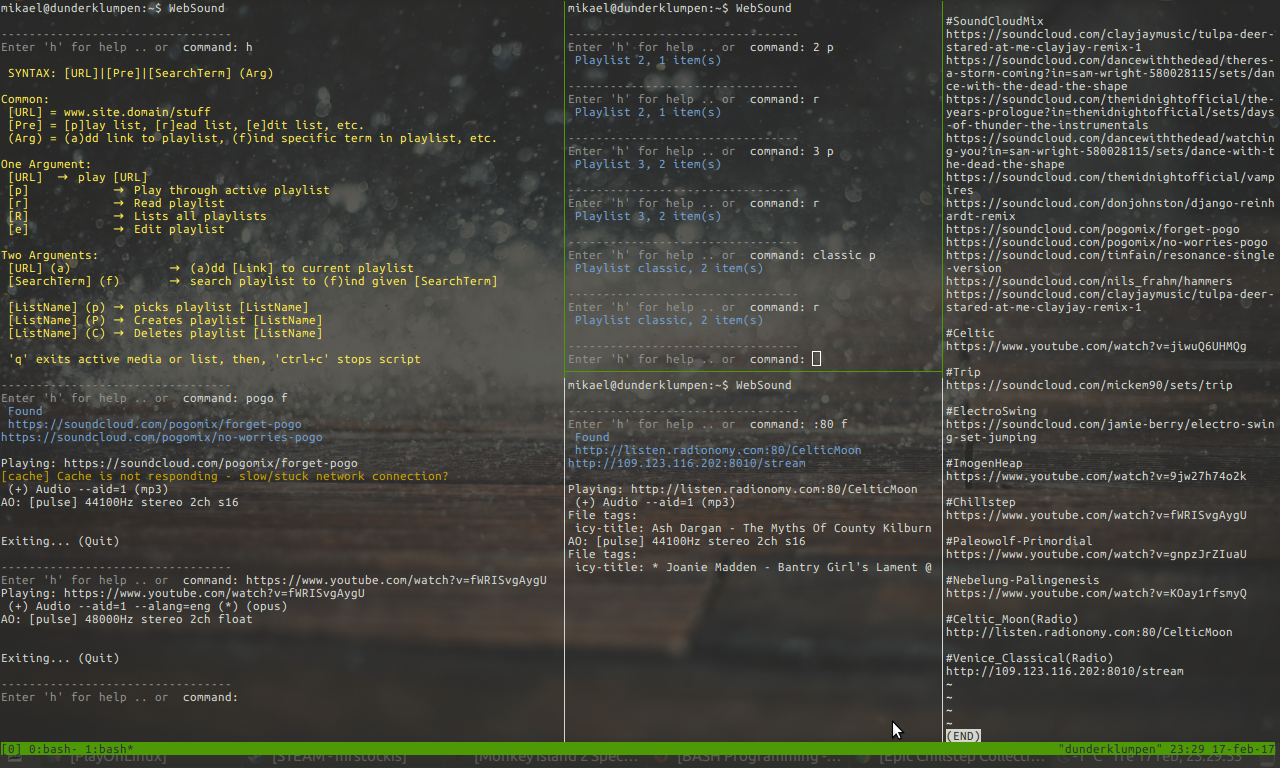 mikael@dunderklumpen:~$ WebSound
--------------------------------
Enter 'h' for help .. or  command: h
SYNTAX: [URL]|[Pre]|[SearchTerm] (Arg)
Common:
[URL] = www.site.domain/stuff
[Pre] = [p]lay list, [r]ead list, [e]dit list, etc.
(Arg) = (a)dd link to playlist, (f)ind specific term in playlist, etc.
One Argument:
[URL]  → play [URL]
[p]            → Play through active playlist
[r]            → Read playlist
[R]            → Lists all playlists
[e]            → Edit playlist
Two Arguments:
[URL] (a)              → (a)dd [Link] to current playlist
[SearchTerm] (f)       → search playlist to (f)ind given [SearchTerm]
[ListName] (p) → picks playlist [ListName]
[ListName] (P) → Creates playlist [ListName]
[ListName] (C) → Deletes playlist [ListName]
'q' exits active media or list, then, 'ctrl+c' stops script
--------------------------------
Enter 'h' for help .. or  command: pogo f
Found
https://soundcloud.com/pogomix/forget-pogo
https://soundcloud.com/pogomix/no-worries-pogo
Playing: https://soundcloud.com/pogomix/forget-pogo
[cache] Cache is not responding - slow/stuck network connection?
(+) Audio --aid=1 (mp3)
AO: [pulse] 44100Hz stereo 2ch s16
Exiting... (Quit)
--------------------------------
Enter 'h' for help .. or  command: https://www.youtube.com/watch?v=fWRISvgAygU
Playing: https://www.youtube.com/watch?v=fWRISvgAygU
(+) Audio --aid=1 --alang=eng (*) (opus)
AO: [pulse] 48000Hz stereo 2ch float
Exiting... (Quit)
--------------------------------
Enter 'h' for help .. or  command:
mikael@dunderklumpen:~$ WebSound
--------------------------------
Enter 'h' for help .. or  command: 2 p
Playlist 2, 1 item(s)
--------------------------------
Enter 'h' for help .. or  command: r
Playlist 2, 1 item(s)
--------------------------------
Enter 'h' for help .. or  command: 3 p
Playlist 3, 2 item(s)
--------------------------------
Enter 'h' for help .. or  command: r
Playlist 3, 2 item(s)
--------------------------------
Enter 'h' for help .. or  command: classic p
Playlist classic, 2 item(s)
--------------------------------
Enter 'h' for help .. or  command: r
Playlist classic, 2 item(s)
--------------------------------
Enter 'h' for help .. or  command:
mikael@dunderklumpen:~$ WebSound
--------------------------------
Enter 'h' for help .. or  command: :80 f
Found
http://listen.radionomy.com:80/CelticMoon
http://109.123.116.202:8010/stream
Playing: http://listen.radionomy.com:80/CelticMoon
(+) Audio --aid=1 (mp3)
File tags:
icy-title: Ash Dargan - The Myths Of County Kilburn
AO: [pulse] 44100Hz stereo 2ch s16
File tags:
icy-title: * Joanie Madden - Bantry Girl's Lament @
#SoundCloudMix
https://soundcloud.com/clayjaymusic/tulpa-deer-
stared-at-me-clayjay-remix-1
https://soundcloud.com/dancewiththedead/theres-
a-storm-coming?in=sam-wright-580028115/sets/dan
ce-with-the-dead-the-shape
https://soundcloud.com/themidnightofficial/the-
years-prologue?in=themidnightofficial/sets/days
-of-thunder-the-instrumentals
https://soundcloud.com/dancewiththedead/watchin
g-you?in=sam-wright-580028115/sets/dance-with-t
he-dead-the-shape
https://soundcloud.com/themidnightofficial/vamp
ires
https://soundcloud.com/donjohnston/django-reinh
ardt-remix
https://soundcloud.com/pogomix/forget-pogo
https://soundcloud.com/pogomix/no-worries-pogo
https://soundcloud.com/timfain/resonance-single
-version
https://soundcloud.com/nils_frahm/hammers
https://soundcloud.com/clayjaymusic/tulpa-deer-
stared-at-me-clayjay-remix-1
#Celtic
https://www.youtube.com/watch?v=jiwuQ6UHMQg
#Trip
https://soundcloud.com/mickem90/sets/trip
#ElectroSwing
https://soundcloud.com/jamie-berry/electro-swin
g-set-jumping
#ImogenHeap
https://www.youtube.com/watch?v=9jw27h74o2k
#Chillstep
https://www.youtube.com/watch?v=fWRISvgAygU
#Paleowolf-Primordial
https://www.youtube.com/watch?v=gnpzJrZIuaU
#Nebelung-Palingenesis
https://www.youtube.com/watch?v=KOay1rfsmyQ
#Celtic_Moon(Radio)
http://listen.radionomy.com:80/CelticMoon
#Venice_Classical(Radio)
http://109.123.116.202:8010/stream
~
~
~
~
(END)
[0] 0:bash- 1:bash*
"dunderklumpen" 23:29 17-feb-17
[PlayOnLinux]
[STEAM - nirstockis]
[Monkey Island 2 Spec...
[BASH Programming -...
[Epic Chillstep Collecti...